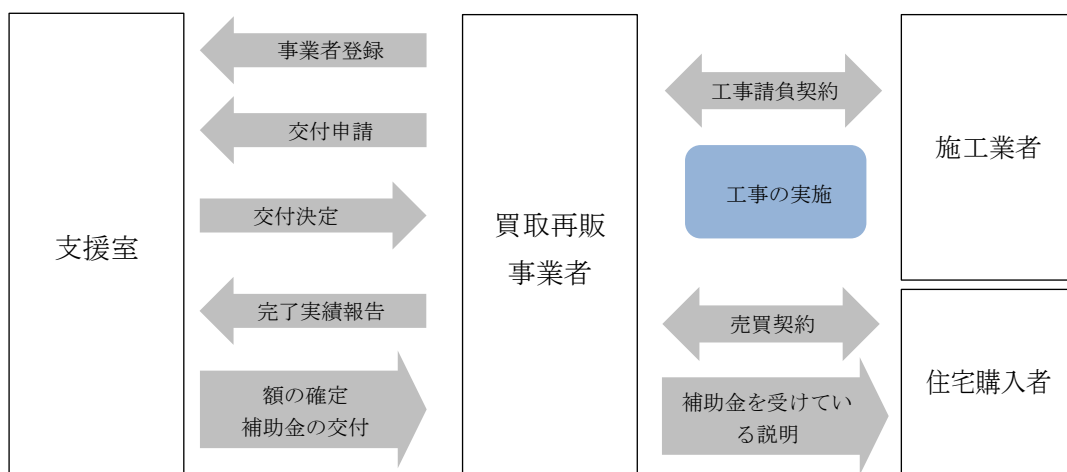 支援室
事業者登録
交付申請
交付決定
完了実績報告
額の確定
補助金の交付
買取再販
事業者
工事請負契約
工事の実施
売買契約
補助金を受けてい
る説明
施工業者
住宅購入者